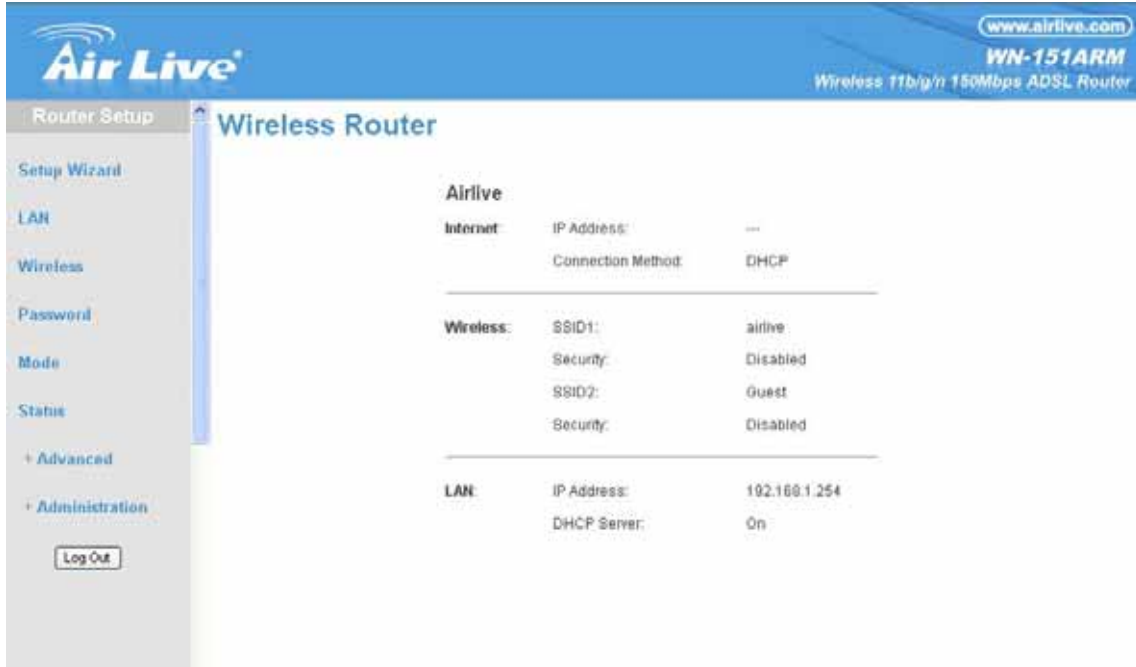 www.airlive.com
Air Live®
WN-151ARM
Wireless 11b/g/n 150Mbps ADSL Router
Router Setup
Wireless Router
Setup Wizard
LAN
Wireless
Password
Mode
Status
+ Advanced
+ Administration
Log Out
Airlive
Internet IP Address: ---
Connection Method: DHCP
Wireless: SSID1: airlive
Security: Disabled
SSID2: Guest
Security: Disabled
LAN: IP Address: 192.168.1.254
DHCP Server: On